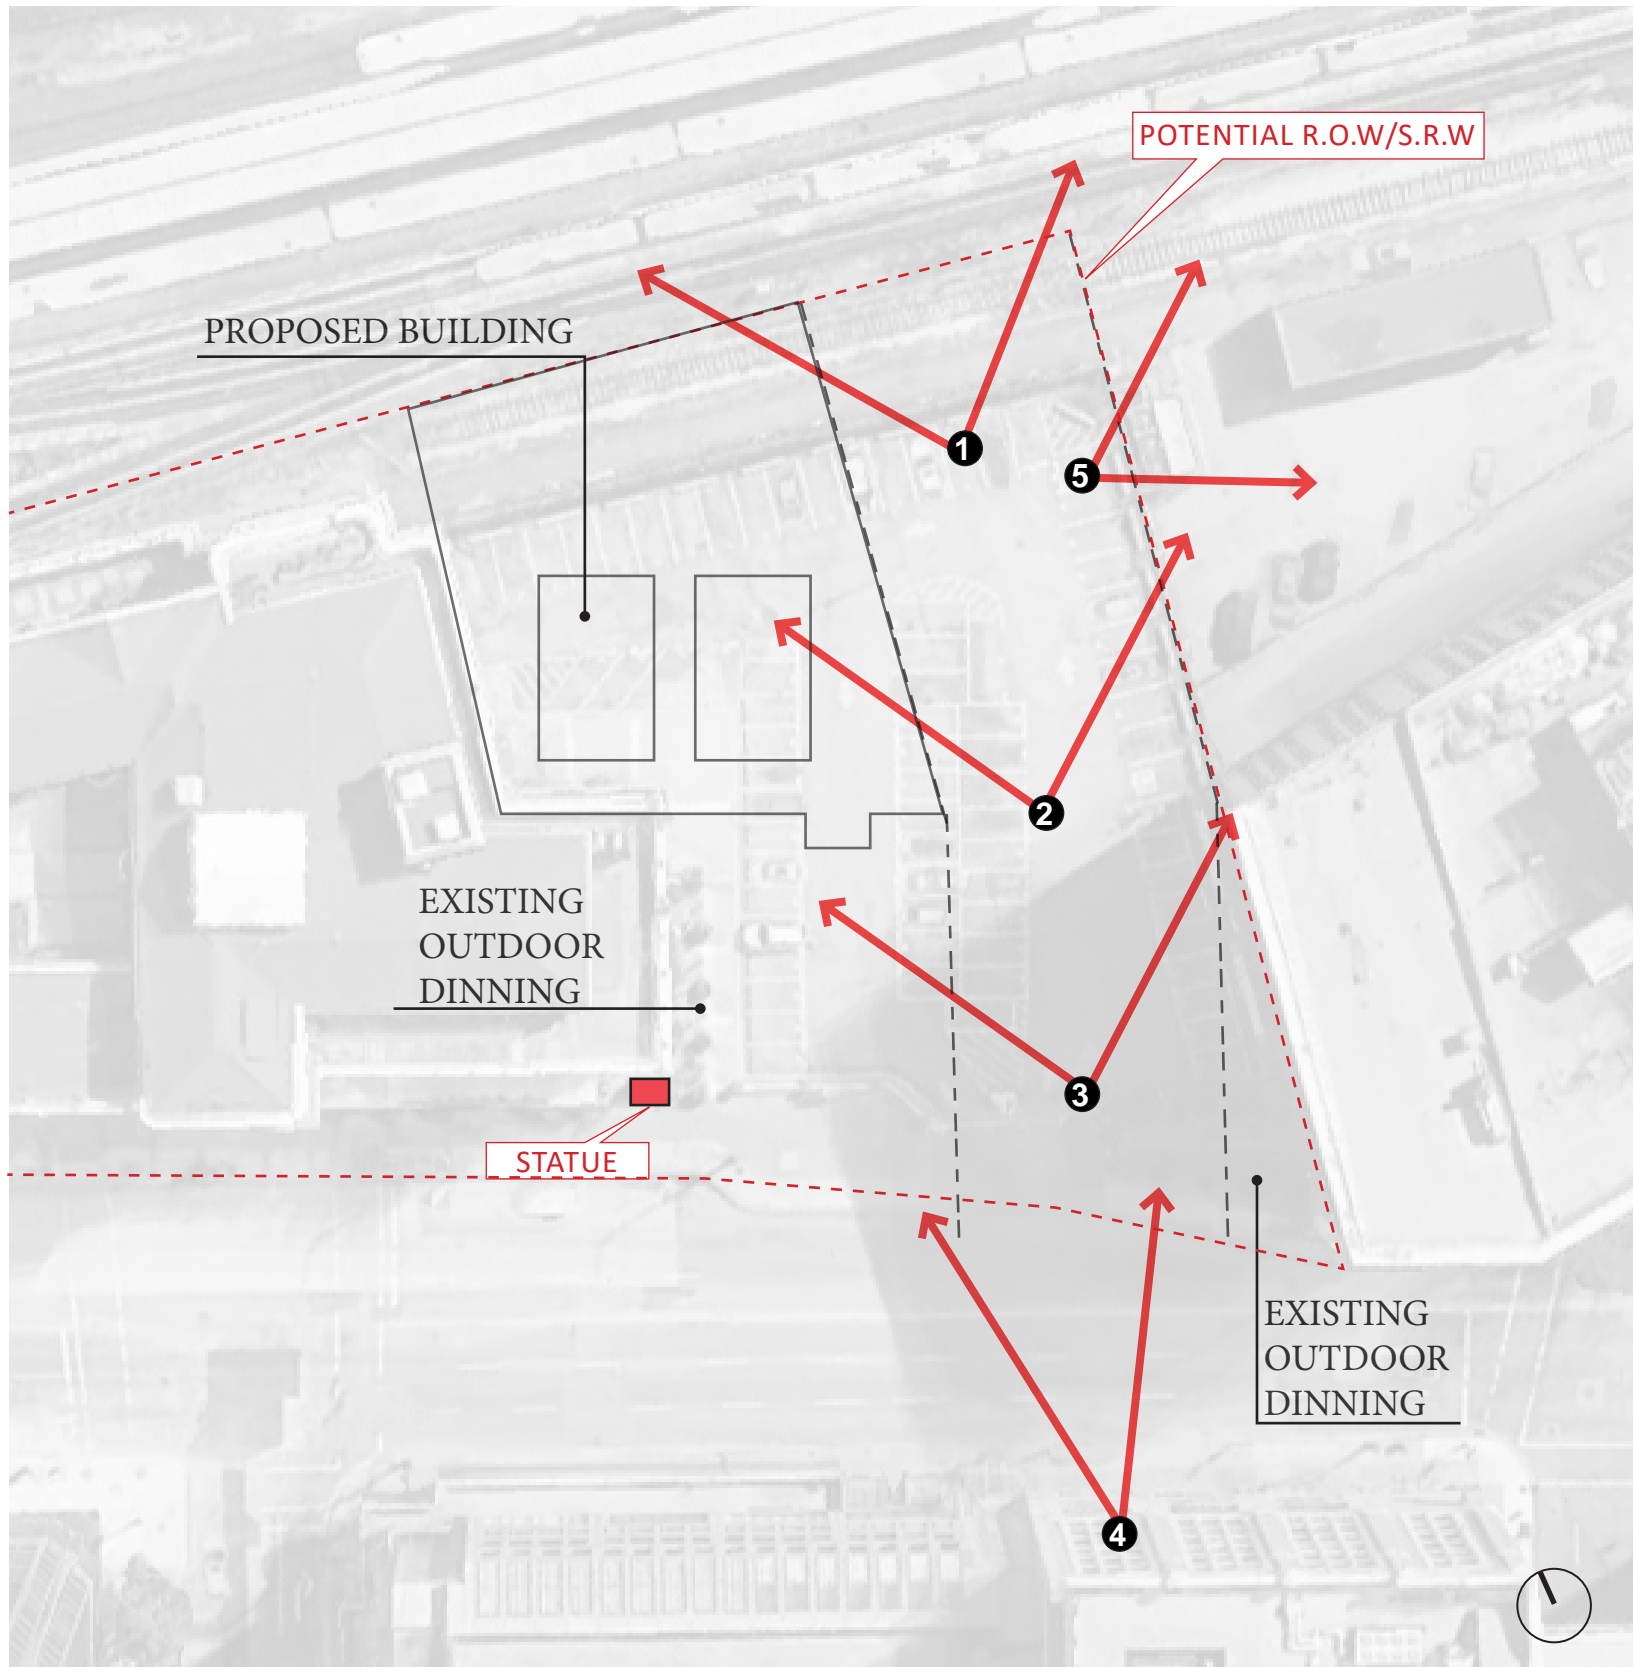 POTENTIAL R.O.W/S.R.W
PROPOSED BUILDING
1
5
2
EXISTING
OUTDOOR
DINNING
3
STATUE
EXISTING
OUTDOOR
DINNING
4